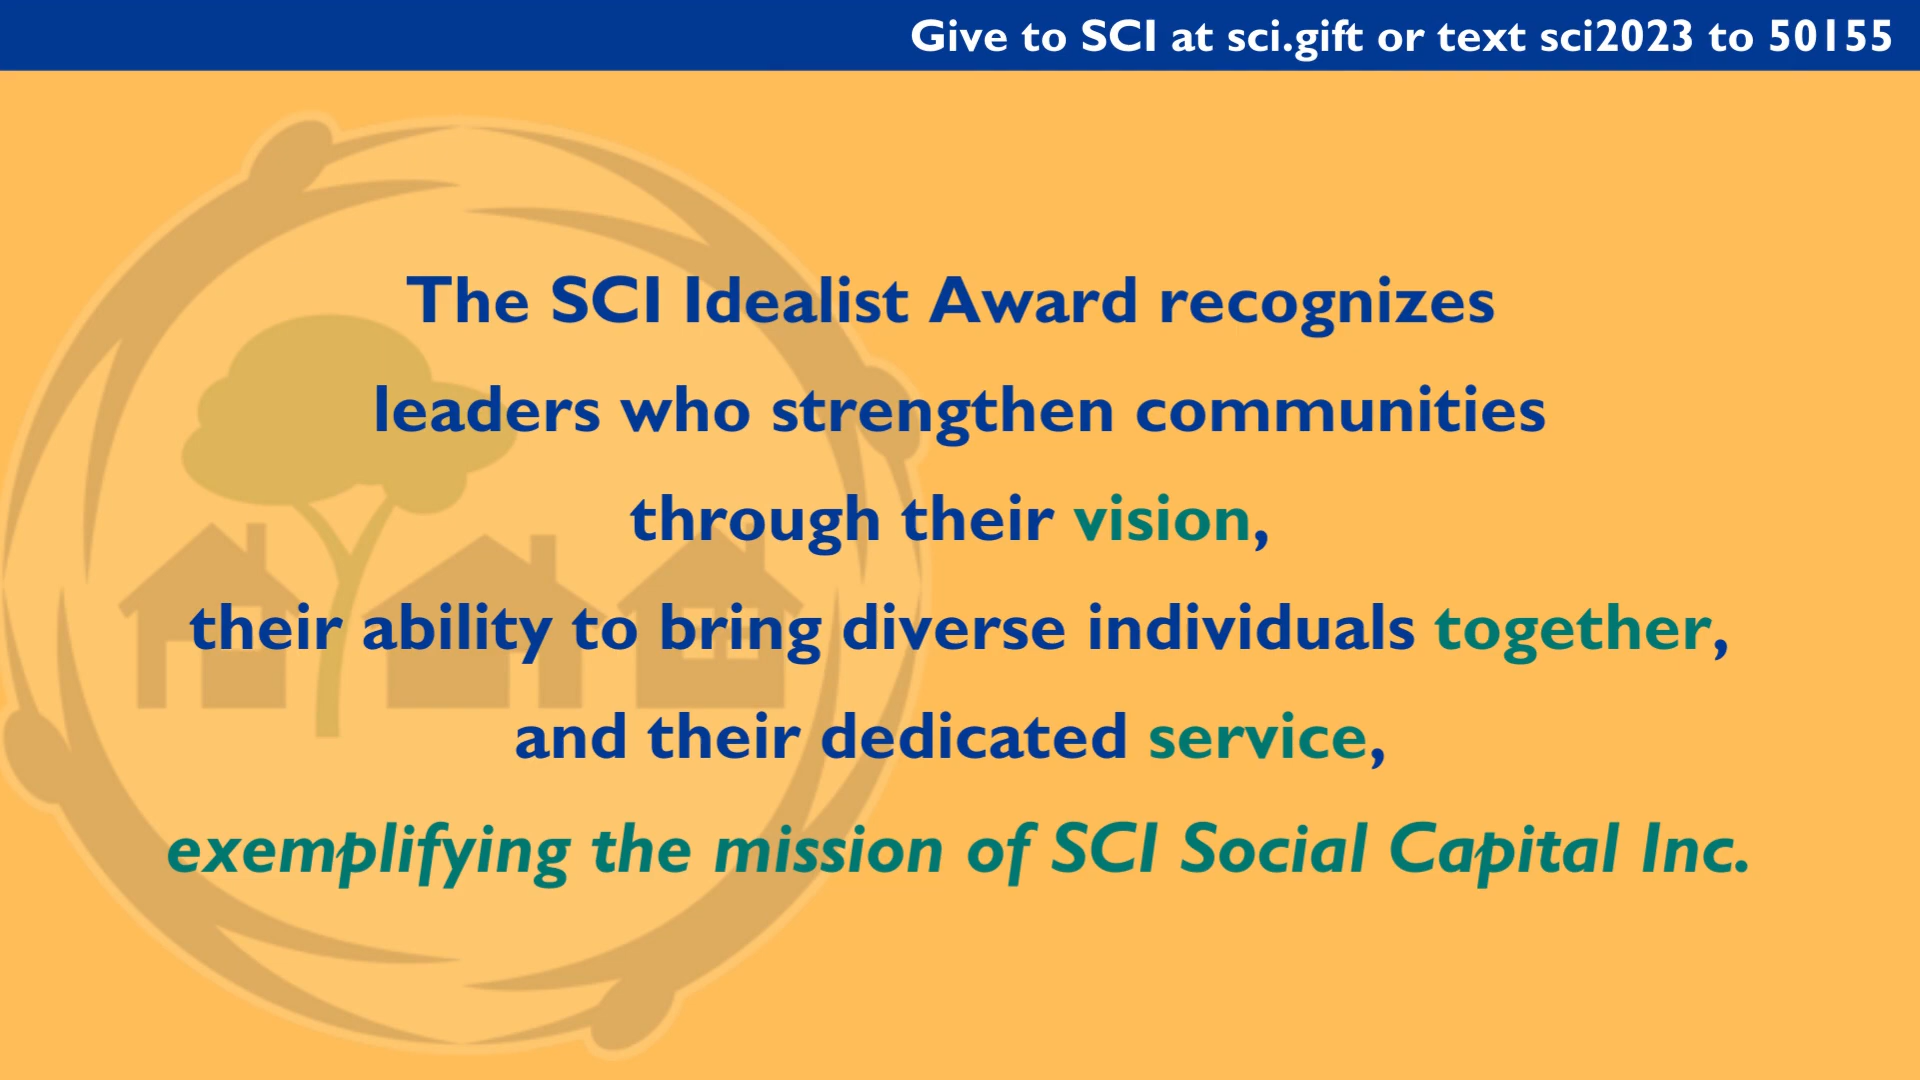 Give to SCI at sci.gift or text sci2023 to 50155
The SCI Idealist Award recognizes
leaders who strengthen communities
through their vision,
their ability to bring diverse individuals together,
and their dedicated service,
exemplifying the mission of SCI Social Capital Inc.